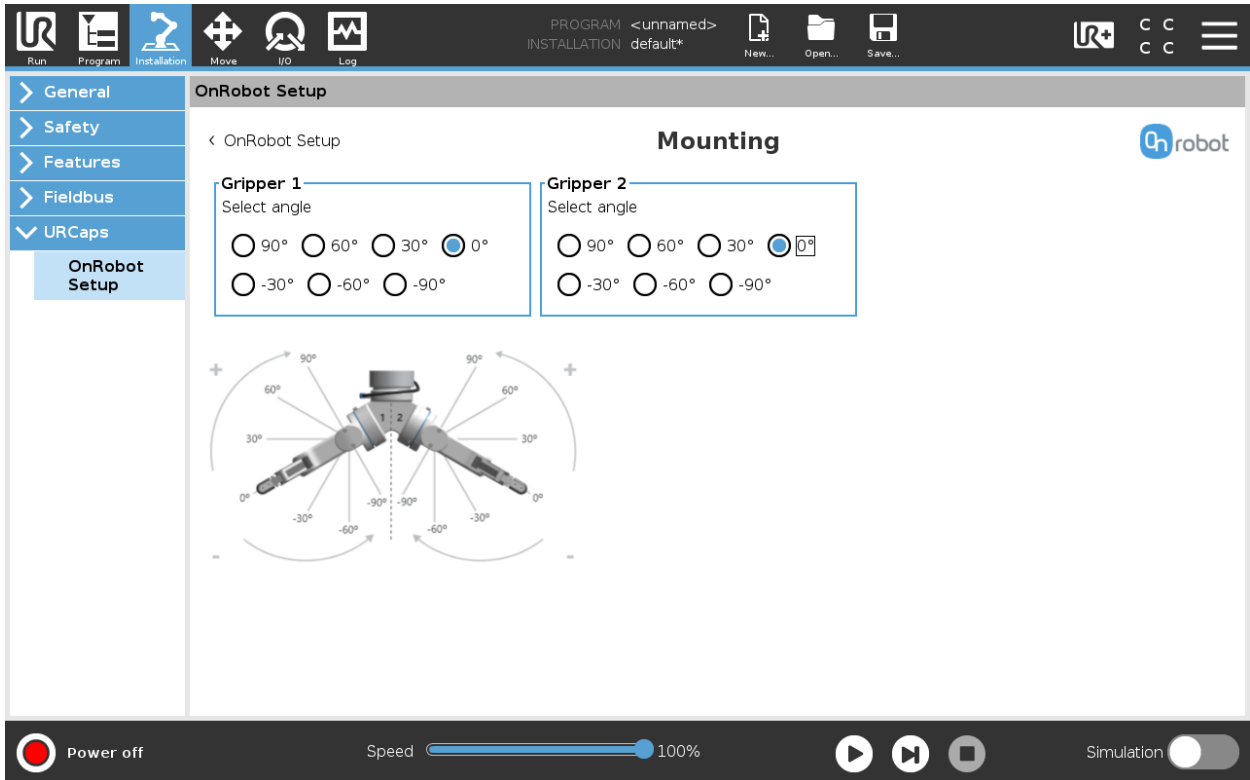 PROGRAM <unnamed>
INSTALLATION default*
UR
Run
Program
Installation
Move
I/O
Log
New...
Open...
Save...
UR+
C C
C C
General
Safety
Features
Fieldbus
URCaps
OnRobot
Setup
OnRobot Setup
< OnRobot Setup
Mounting
OnRobot
Gripper 1
Select angle
90° 60° 30° 0°
-30° -60° -90°
Gripper 2
Select angle
90° 60° 30° 0°
-30° -60° -90°
+ 90° 90° +
60° 60°
1 2
30° 30°
0° -90° -90° 0°
-30° -30°
-60° -60°
- -
Power off
Speed 100%
Simulation